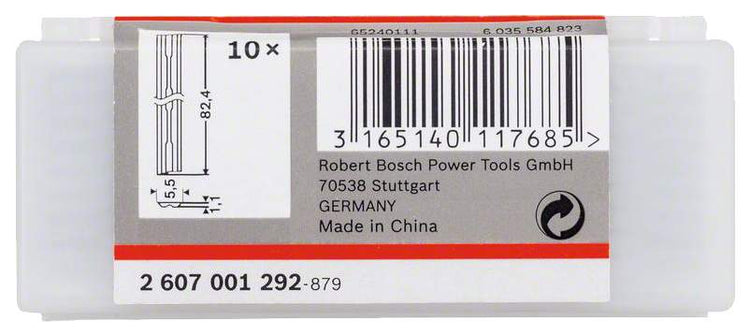 65240111 6 035 584 823
10 ×
82,4
5,5
1,1
3 165140 117685 >
Robert Bosch Power Tools GmbH
70538 Stuttgart
GERMANY
Made in China
2 607 001 292-879